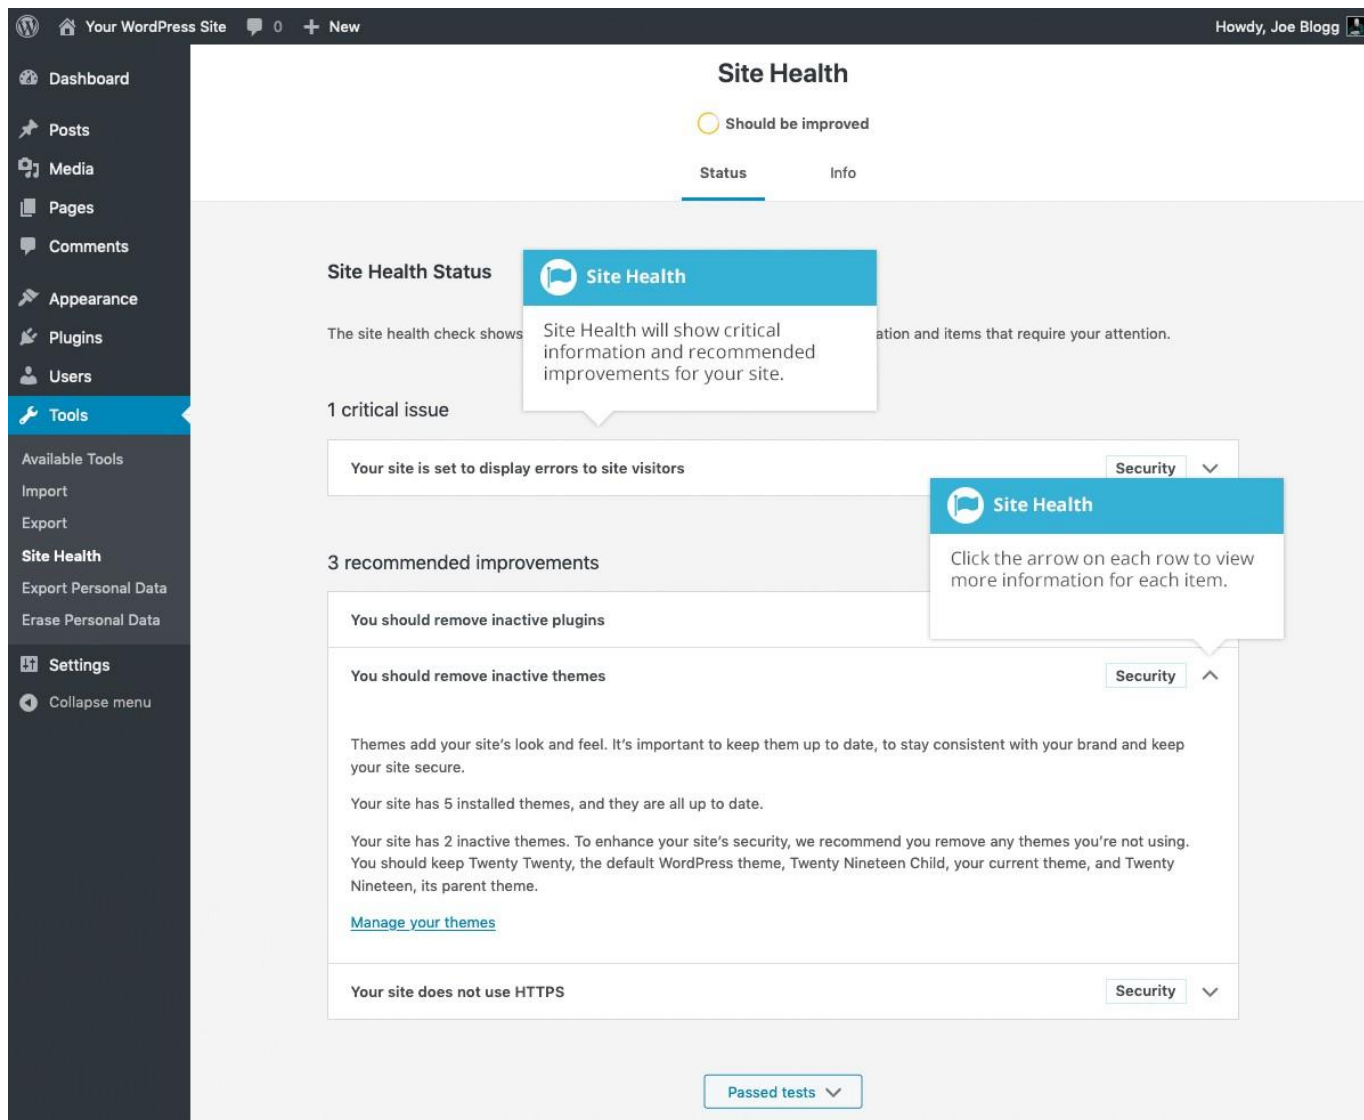 Your WordPress Site 0 New Howdy, Joe Blogg
Dashboard
Posts
Media
Pages
Comments
Appearance
Plugins
Users
Tools
Available Tools
Import
Export
Site Health
Export Personal Data
Erase Personal Data
Settings
Collapse menu
Site Health
Should be improved
Status Info
Site Health Status
The site health check shows
ation and items that require your attention.
Site Health
Site Health will show critical
information and recommended
improvements for your site.
1 critical issue
Your site is set to display errors to site visitors Security
Site Health
Click the arrow on each row to view
more information for each item.
3 recommended improvements
You should remove inactive plugins
You should remove inactive themes Security
Themes add your site's look and feel. It's important to keep them up to date, to stay consistent with your brand and keep
your site secure.
Your site has 5 installed themes, and they are all up to date.
Your site has 2 inactive themes. To enhance your site's security, we recommend you remove any themes you're not using.
You should keep Twenty Twenty, the default WordPress theme, Twenty Nineteen Child, your current theme, and Twenty
Nineteen, its parent theme.
Manage your themes
Your site does not use HTTPS Security
Passed tests